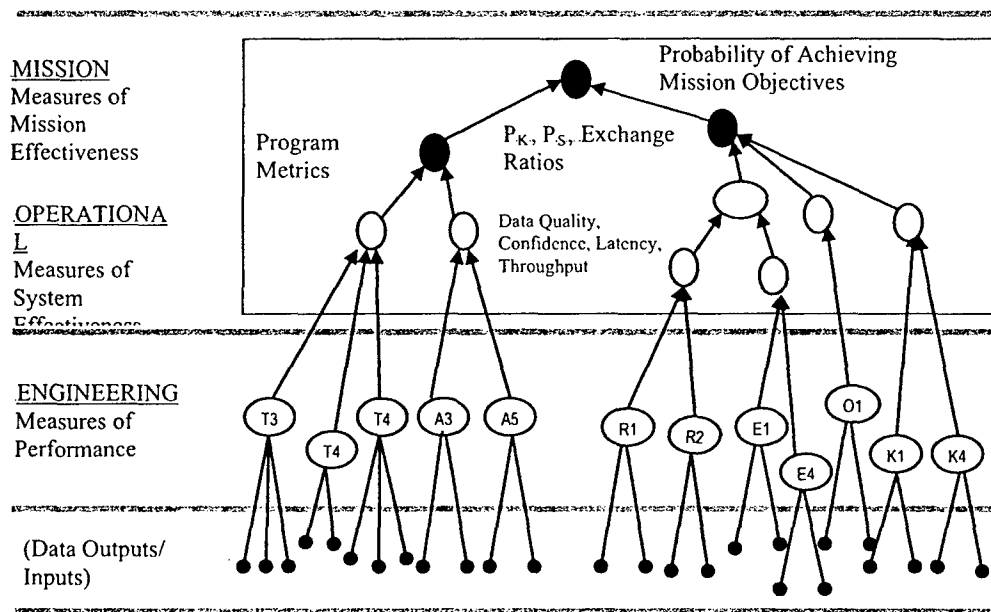 MISSION
Measures of
Mission
Effectiveness
Probability of Achieving
Mission Objectives
Program
Metrics
P.K., P.S,. Exchange
Ratios
OPERATIONA
L
Measures of
System
Effectiveness
Data Quality,
Confidence, Latency,
Throughput
ENGINEERING
Measures of
Performance
T3
T4
T4
A3
A5
R1
R2
E1
E4
O1
K1
K4
(Data Outputs/
Inputs)